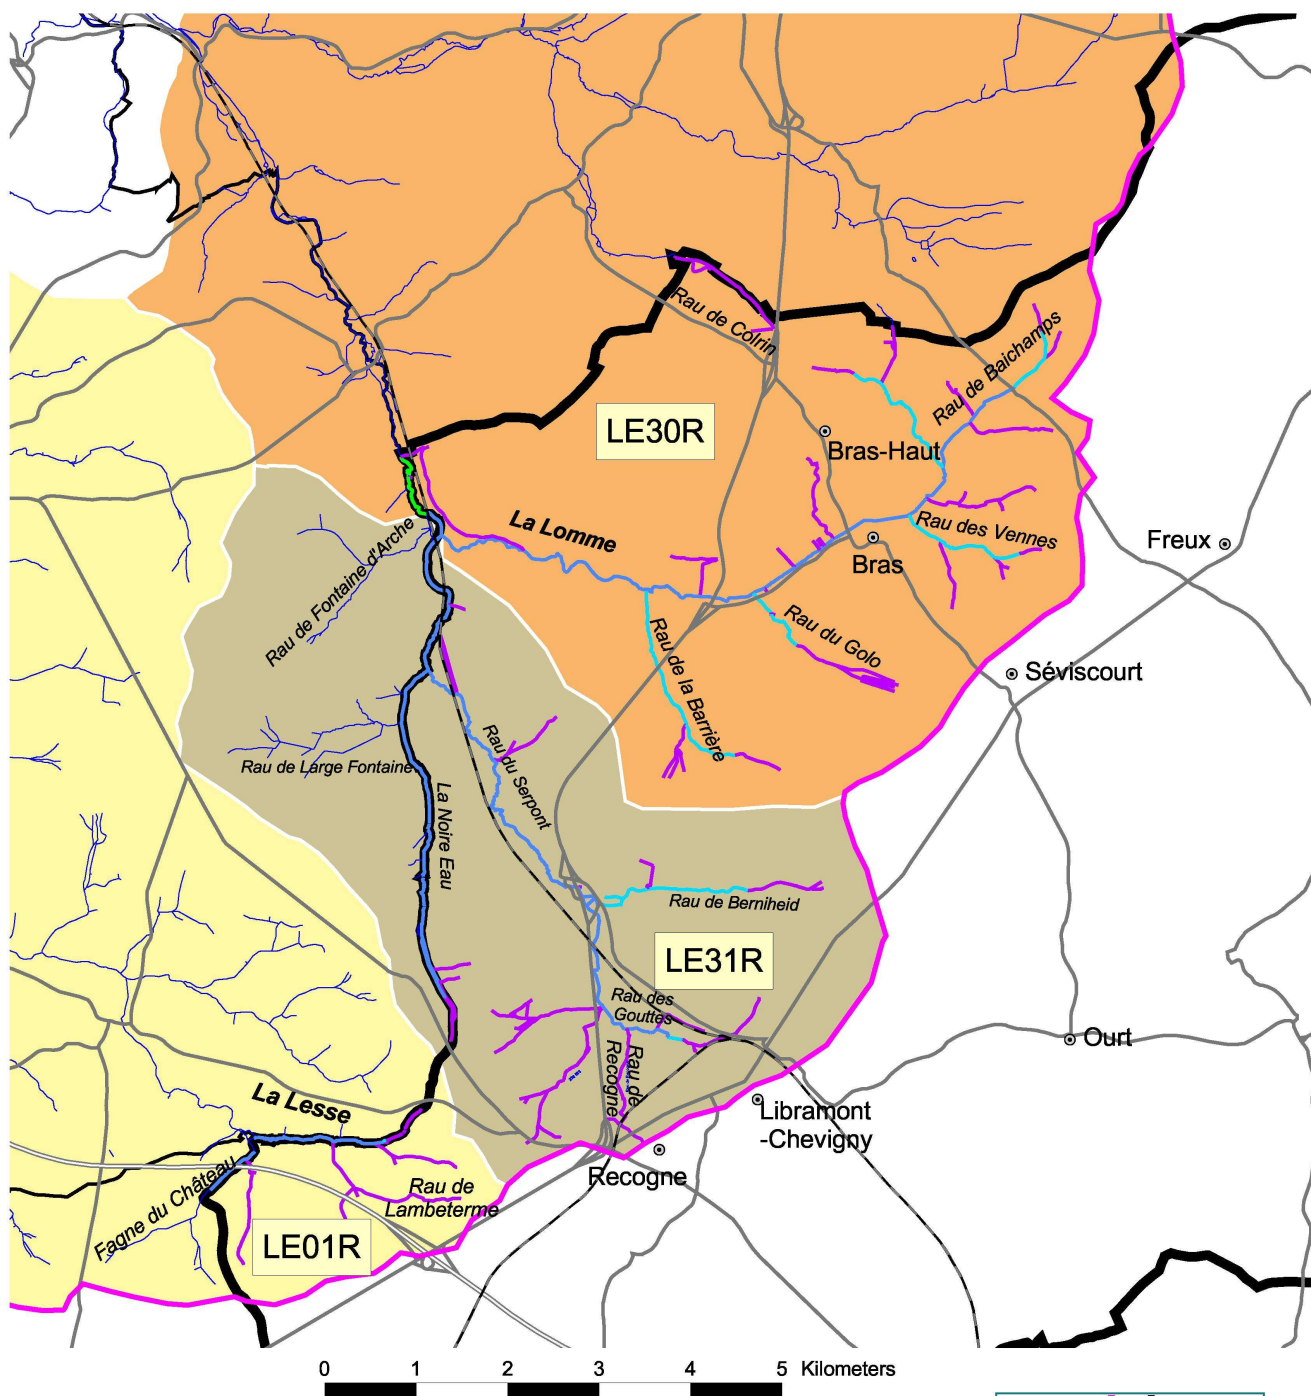 Rau de Colrin
Rau de Baichamps
LE30R
Bras-Haut
La Lomme
Rau des Vennes
Freux
Bras
Rau de Fontaine d'Arche
Rau du Golo
Rau de la Barrière
Séviscourt
Rau du Serpont
Rau de Large Fontaine
La Noire Eau
Rau de Berniheid
LE31R
Rau des
Gouttes
Ourt
Rau de
Recogne
La Lesse
Libramont
-Chevigny
Recogne
Fagne du Château
Rau de
Lambeterme
LE01R
0 1 2 3 4 5 Kilometers